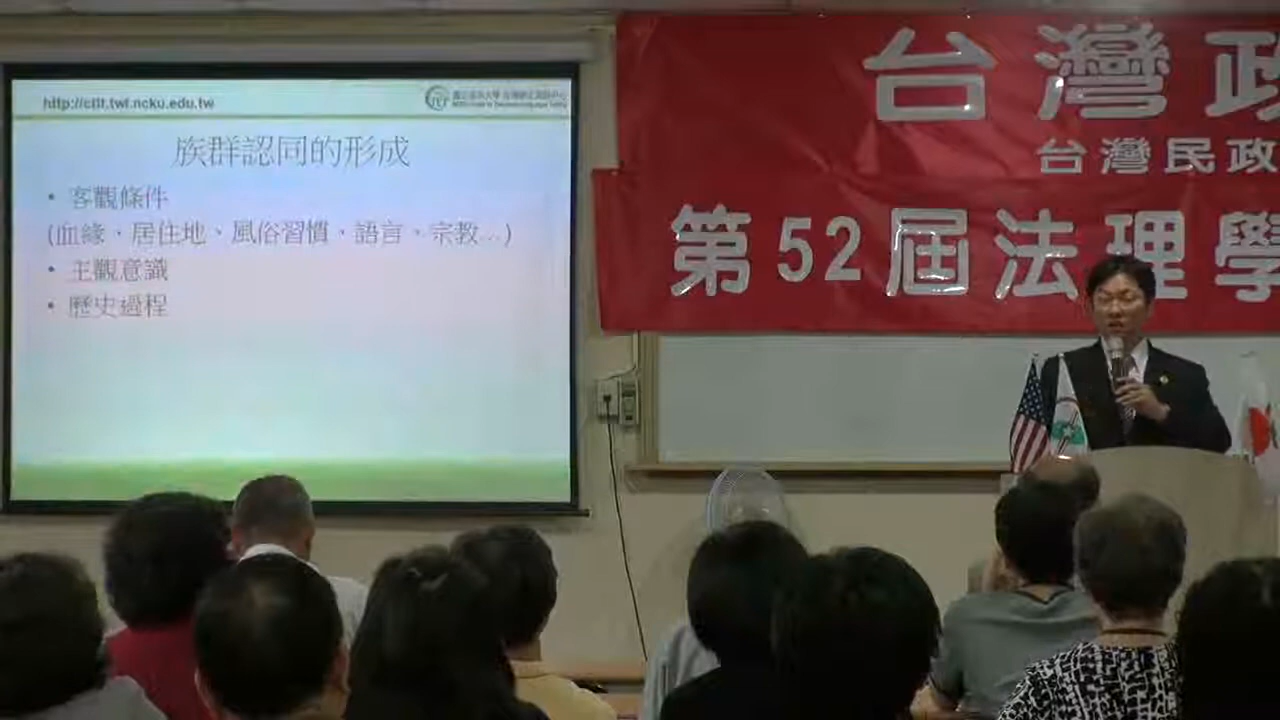 http://ctlt.twl.ncku.edu.tw
族群認同的形成
• 客觀條件
(血緣、居住地、風俗習慣、語言、宗教...)
• 主觀意識
• 歷史過程
台灣政
台灣民政
第52屆法理學